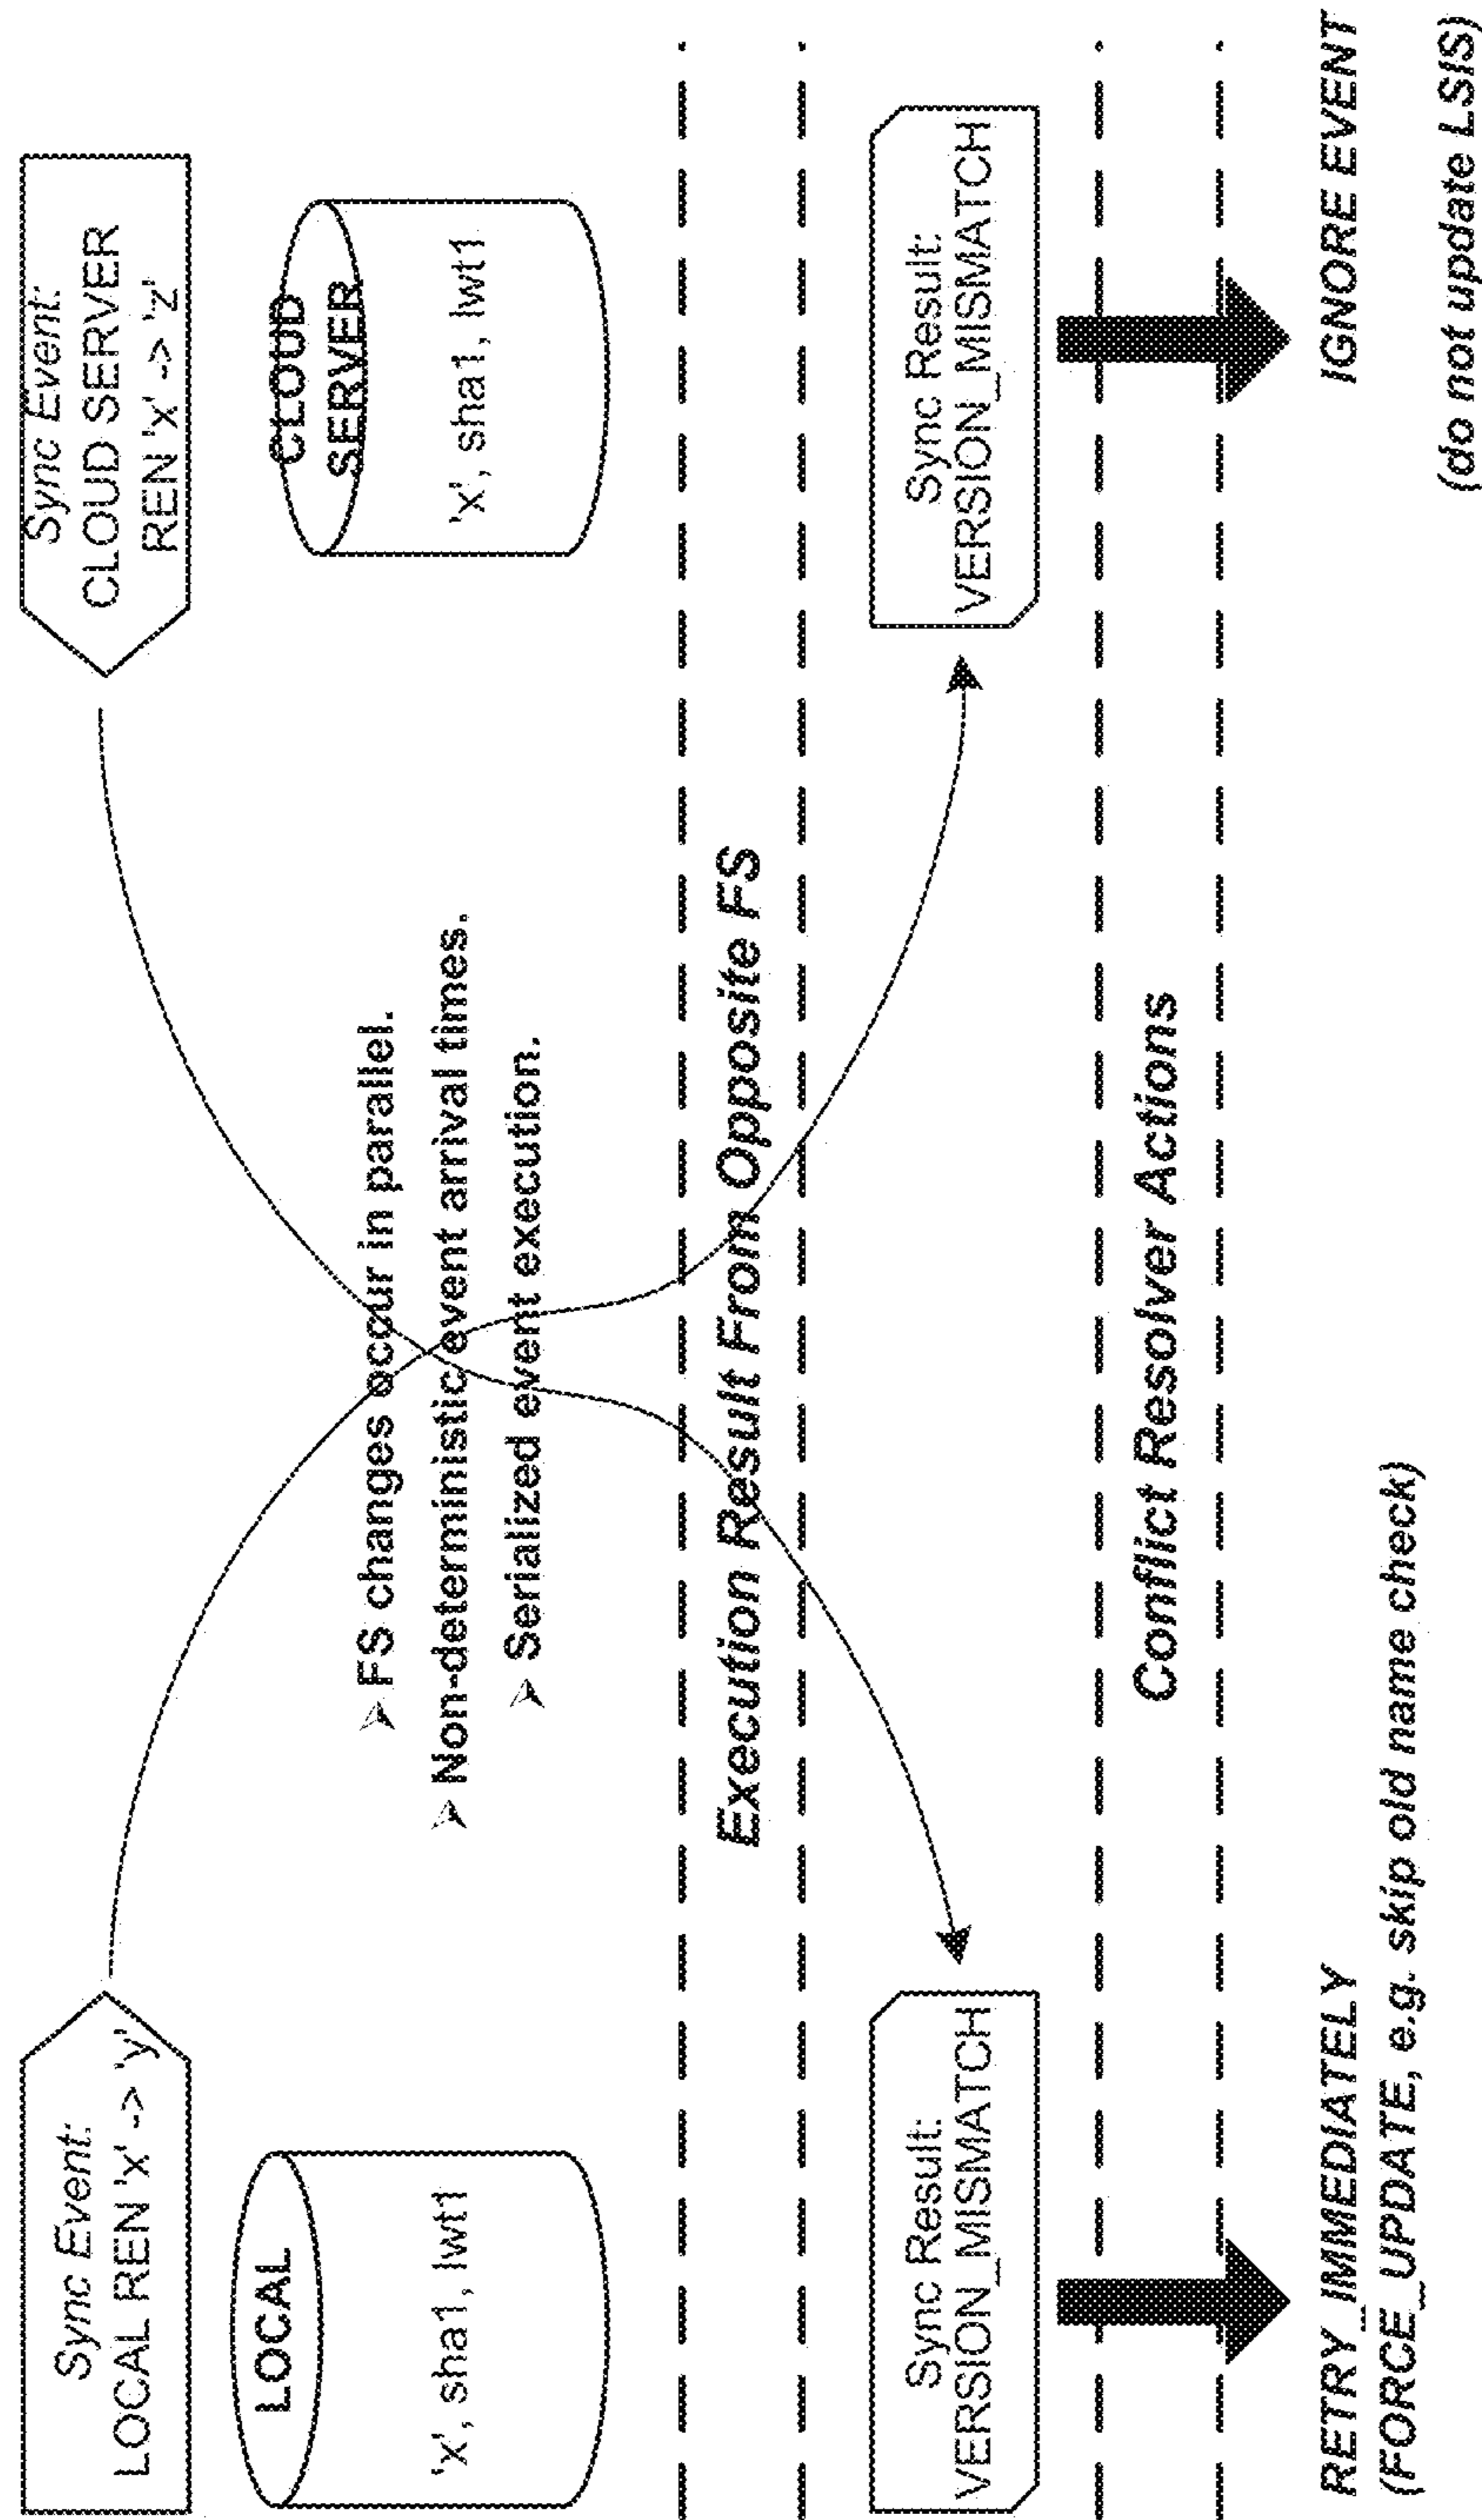 Sync Event:
LOCAL REN 'x' -> 'y'
Sync Event:
CLOUD SERVER
REN 'x' -> 'z'
LOCAL
'x', sha1, lwt1
CLOUD
SERVER
'x', sha1, lwt1
➢ FS changes occur in parallel.
➢ Non-deterministic event arrival times.
➢ Serialized event execution.
Execution Result From Opposite FS
Sync Result:
VERSION_MISMATCH
Sync Result:
VERSION_MISMATCH
Conflict Resolver Actions
RETRY_IMMEDIATELY
(FORCE_UPDATE, e.g. skip old name check)
IGNORE EVENT
(do not update LSIS)